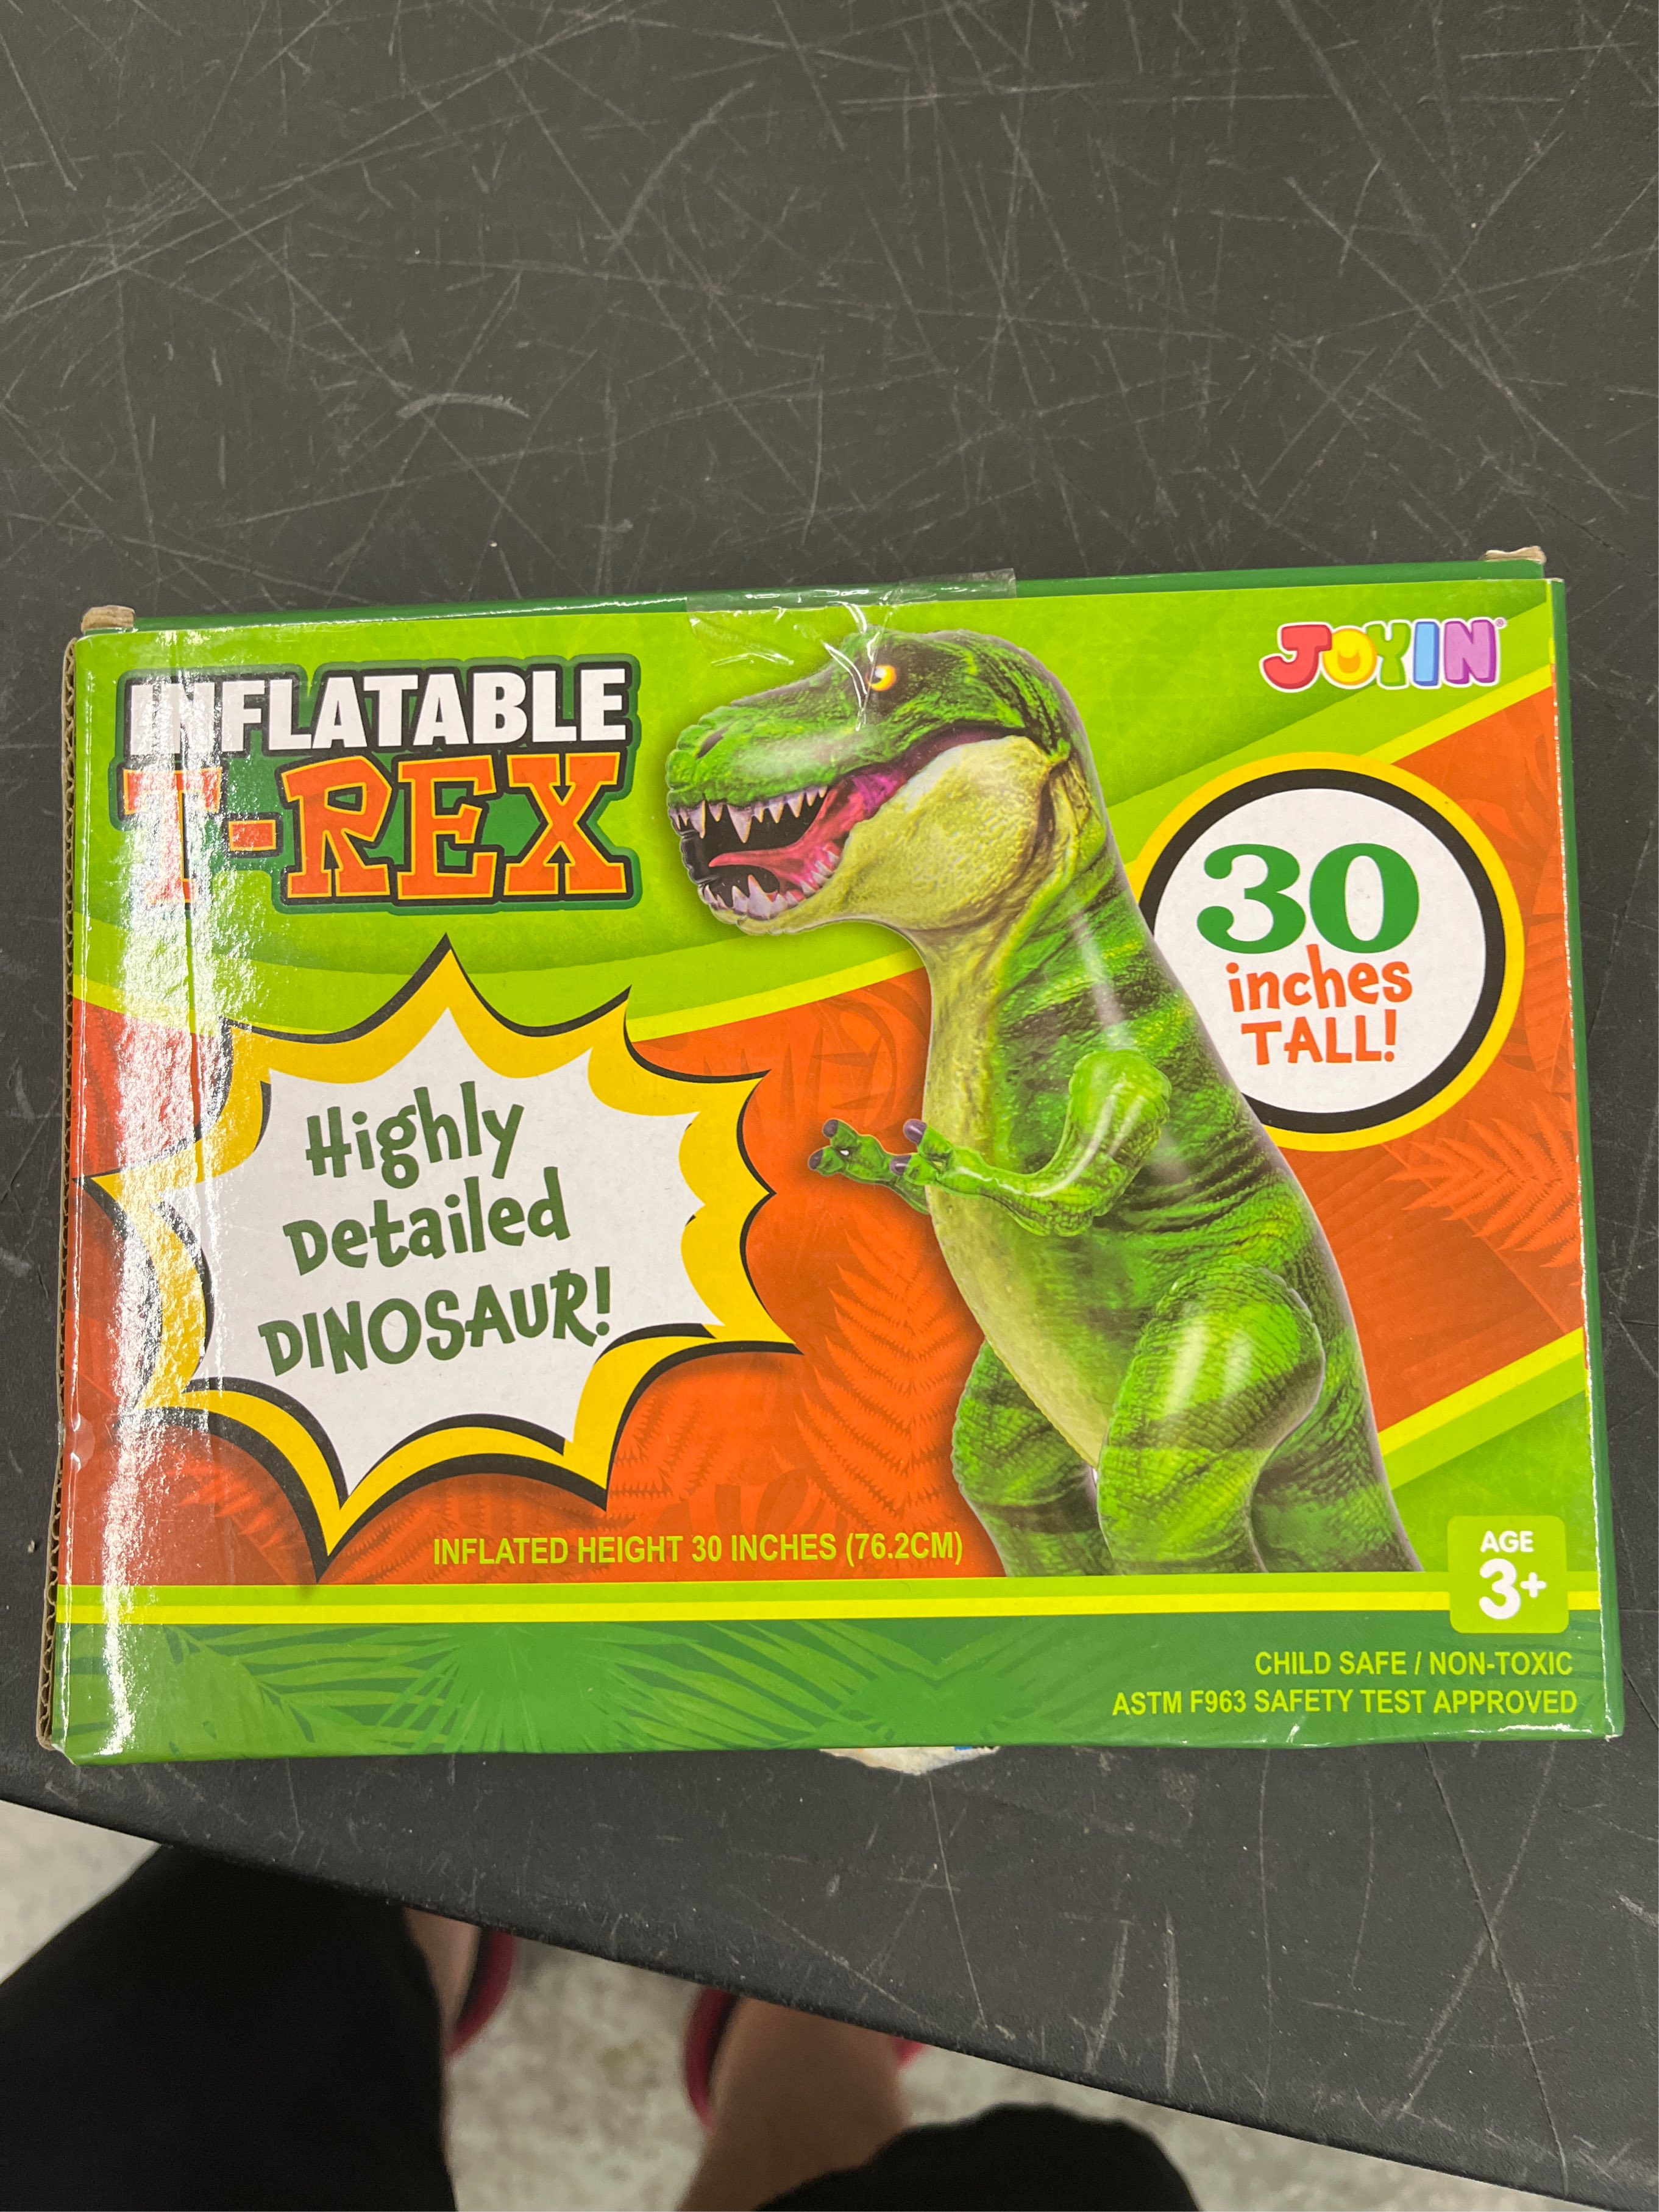 INFLATABLE
T-REX
JOYIN®
30
inches
TALL!
Highly
Detailed
DINOSAUR!
INFLATED HEIGHT 30 INCHES (76.2CM)
AGE
3+
CHILD SAFE / NON-TOXIC
ASTM F963 SAFETY TEST APPROVED